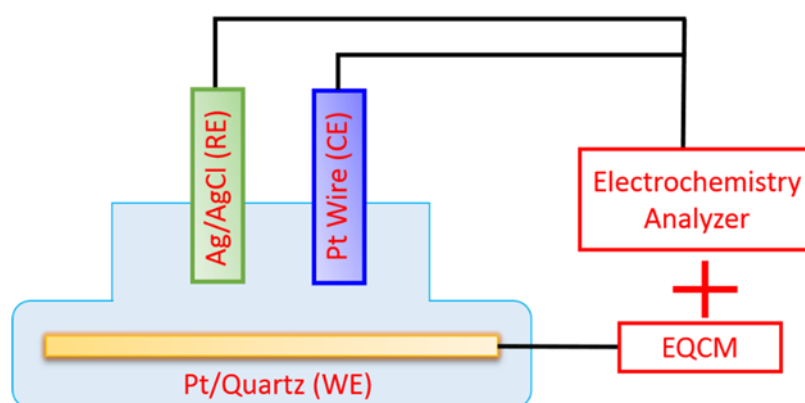 Ag/AgCl (RE)
Pt Wire (CE)
Electrochemistry
Analyzer
+
EQCM
Pt/Quartz (WE)